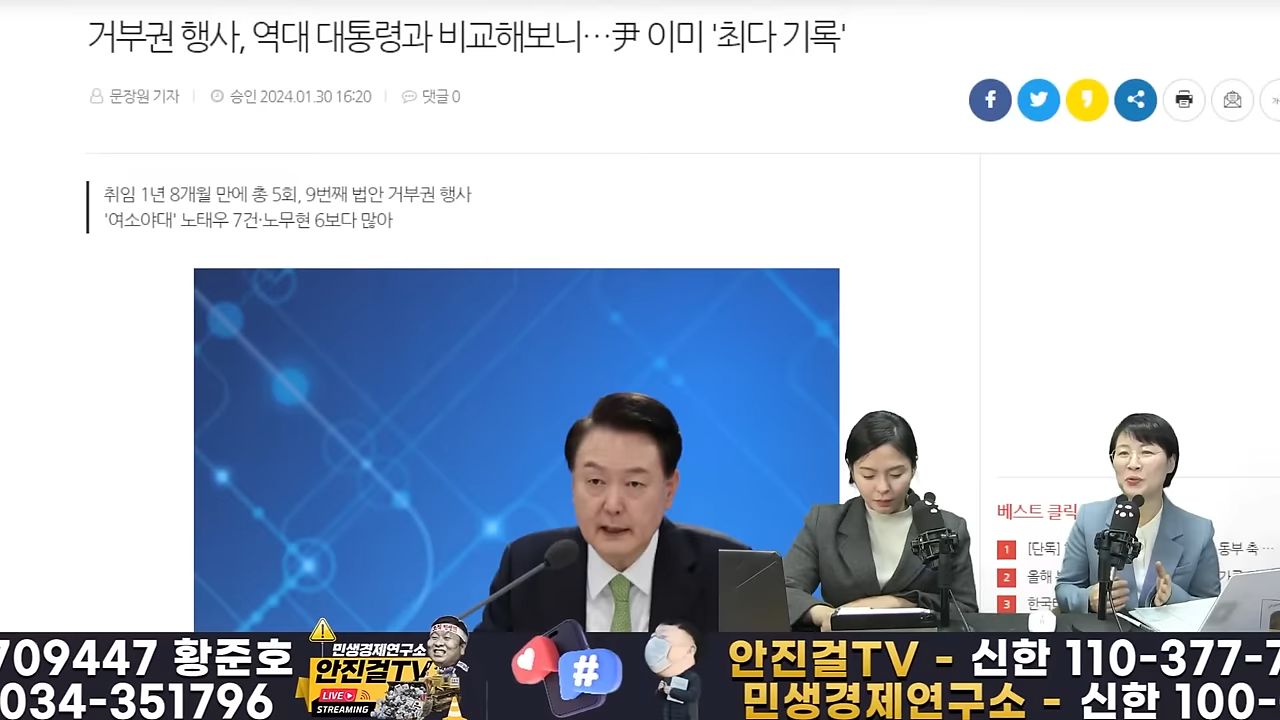 거부권 행사, 역대 대통령과 비교해보니…尹 이미 '최다 기록'
문장원 기자
승인 2024.01.30 16:20
댓글 0
취임 1년 8개월 만에 총 5회, 9번째 법안 거부권 행사
'여소야대' 노태우 7건·노무현 6보다 많아
베스트 클릭
1 [단독] 동부 축 …
2 올해
3 한국
709447 황준호
034-351796
민생경제연구소
안진걸TV
LIVE
STREAMING
#
안진걸TV - 신한 110-377-7
민생경제연구소 - 신한 100-